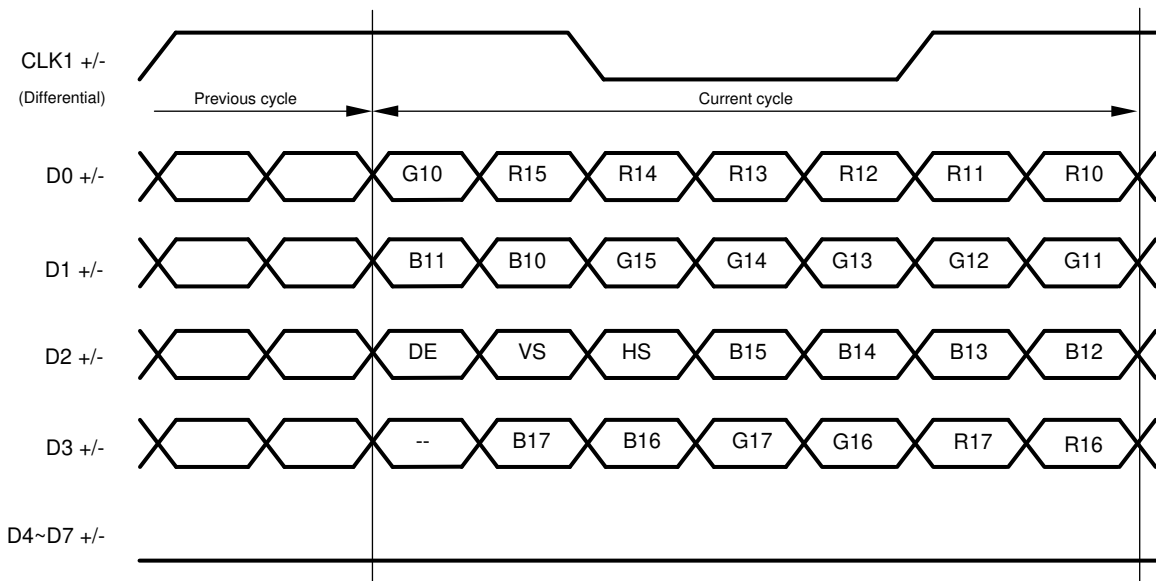 CLK1 +/-
(Differential)
Previous cycle
Current cycle
D0 +/-
G10 R15 R14 R13 R12 R11 R10
D1 +/-
B11 B10 G15 G14 G13 G12 G11
D2 +/-
DE VS HS B15 B14 B13 B12
D3 +/-
-- B17 B16 G17 G16 R17 R16
D4~D7 +/-